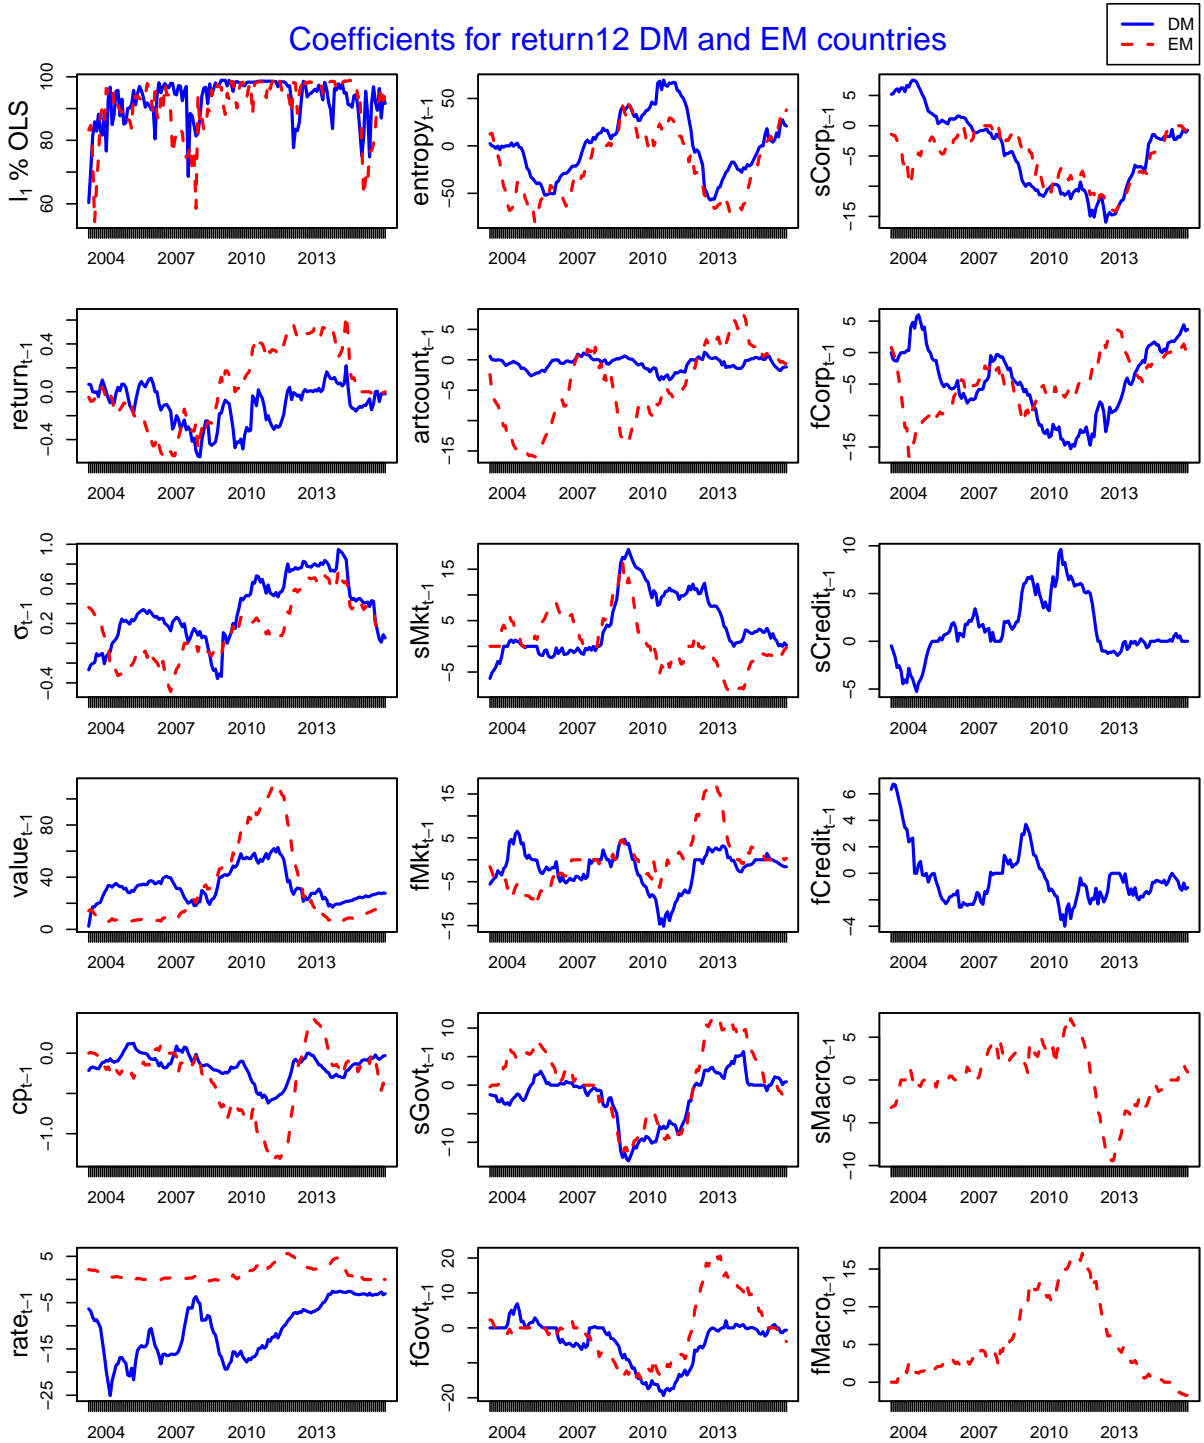 Coefficients for return12 DM and EM countries
DM
EM
l1 % OLS
60 80 100
2004 2007 2010 2013
entropyt−1
−50 0 50
2004 2007 2010 2013
sCorpt−1
−15 −5 0 5
2004 2007 2010 2013
returnt−1
−0.4 0.0 0.4
2004 2007 2010 2013
artcountt−1
−15 −5 0 5
2004 2007 2010 2013
fCorpt−1
−15 −5 0 5
2004 2007 2010 2013
σt−1
−0.4 0.2 0.6 1.0
2004 2007 2010 2013
sMktt−1
−5 5 15
2004 2007 2010 2013
sCreditt−1
−5 0 5 10
2004 2007 2010 2013
valuet−1
0 40 80
2004 2007 2010 2013
fMktt−1
−15 −5 5 15
2004 2007 2010 2013
fCreditt−1
−4 0 2 4 6
2004 2007 2010 2013
cpt−1
−1.0 0.0
2004 2007 2010 2013
sGovtt−1
−10 0 5 10
2004 2007 2010 2013
sMacrot−1
−10 −5 0 5
2004 2007 2010 2013
ratet−1
−25 −15 −5 5
2004 2007 2010 2013
fGovtt−1
−20 0 10 20
2004 2007 2010 2013
fMacrot−1
0 5 10 15
2004 2007 2010 2013